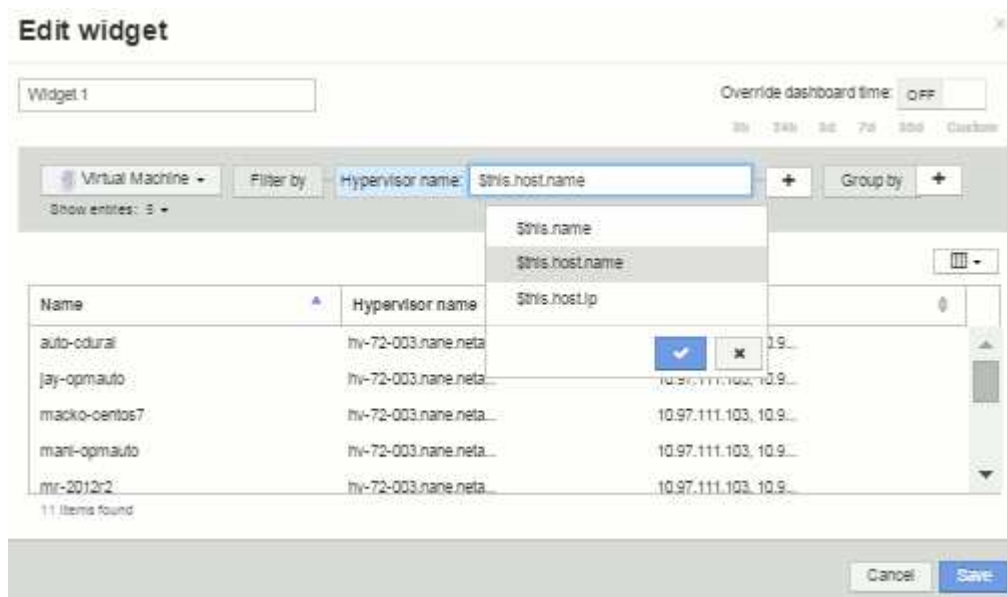 Edit widget
Widget 1
Override dashboard time: OFF
3h 24h 3d 7d 30d Custom
Virtual Machine Filter by Hypervisor name: $this.host.name + Group by +
Show entries: 5
$this.name
$this.host.name
$this.host.ip
Name Hypervisor name
auto-cdural hv-72-003.nane.neta... 0.9...
jay-opmauto hv-72-003.nane.neta... 10.97.111.103, 10.9...
macko-centos7 hv-72-003.nane.neta... 10.97.111.103, 10.9...
mani-opmauto hv-72-003.nane.neta... 10.97.111.103, 10.9...
mr-2012r2 hv-72-003.nane.neta... 10.97.111.103, 10.9...
11 items found
Cancel Save